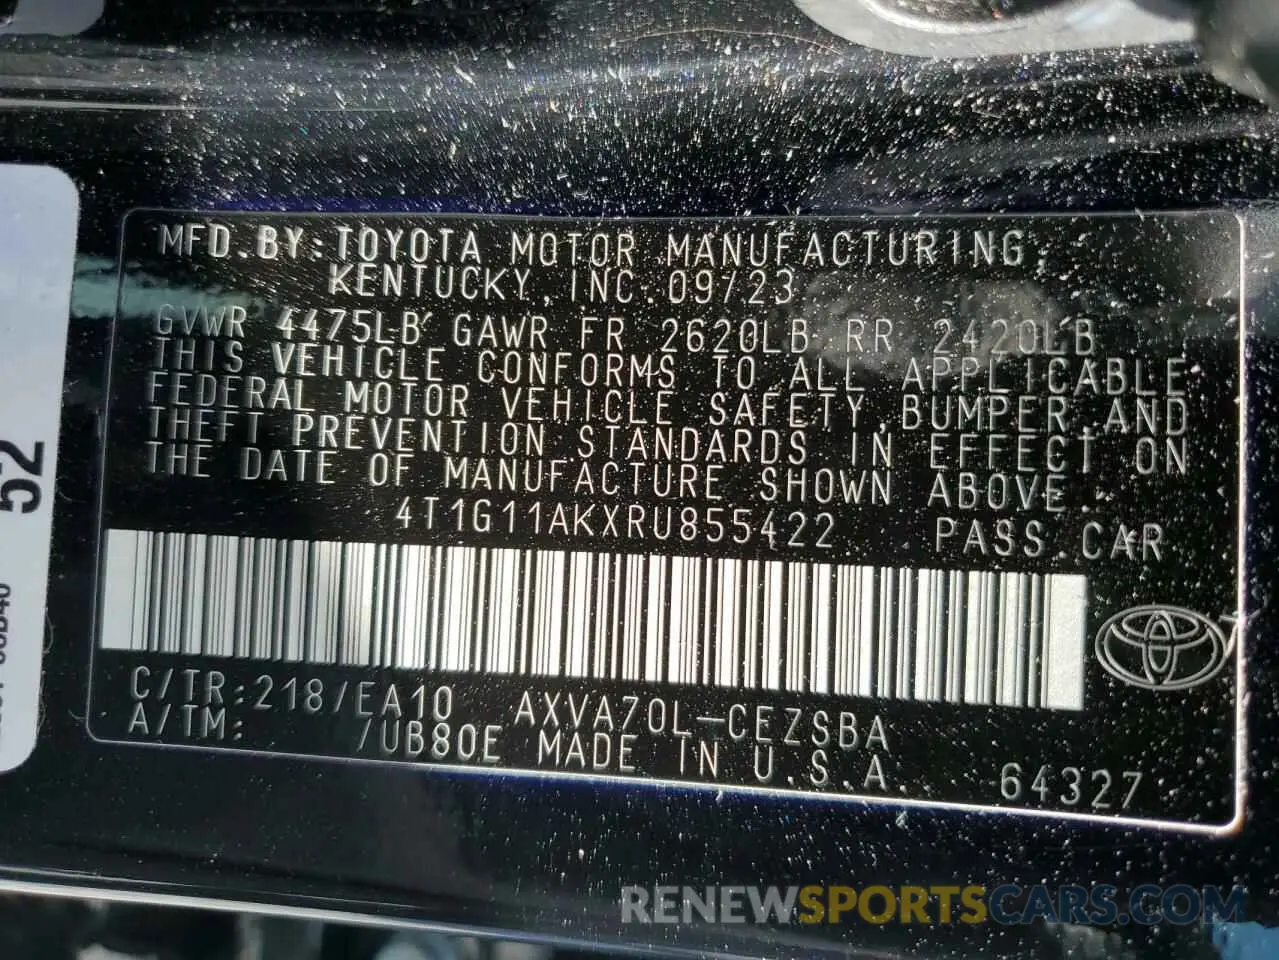 MFD.BY:TOYOTA MOTOR MANUFACTURING,
KENTUCKY, INC. 09/23
GVWR 4475LB GAWR FR 2620LB RR 2420LB
THIS VEHICLE CONFORMS TO ALL APPLICABLE
FEDERAL MOTOR VEHICLE SAFETY,BUMPER,AND
THEFT PREVENTION STANDARDS IN EFFECT ON
THE DATE OF MANUFACTURE SHOWN ABOVE.
4T1G11AKXRU855422 PASS.CAR
C/TR:218/EA10 AXVA70L-CEZSBA
A/TM: /UB80E MADE IN U.S.A.
64327
52
RENEWSPORTSCARS.COM